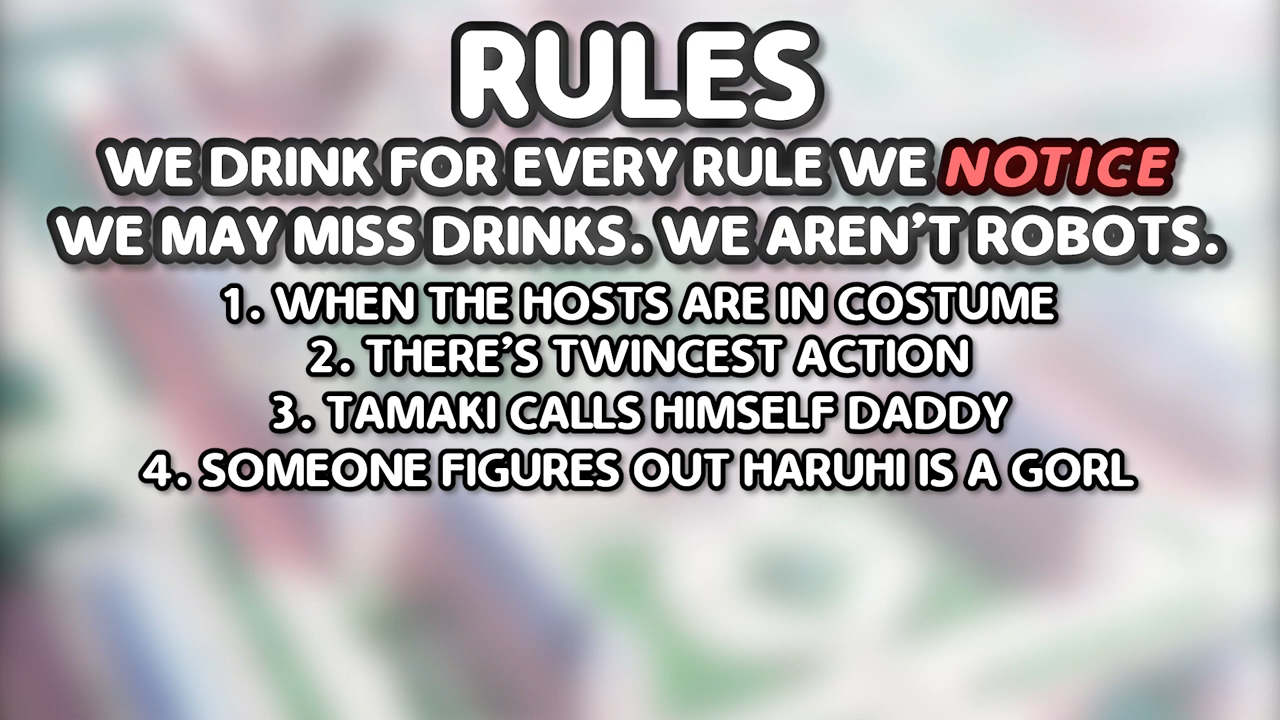 RULES
WE DRINK FOR EVERY RULE WE NOTICE
WE MAY MISS DRINKS. WE AREN'T ROBOTS.
1. WHEN THE HOSTS ARE IN COSTUME
2. THERE'S TWINCEST ACTION
3. TAMAKI CALLS HIMSELF DADDY
4. SOMEONE FIGURES OUT HARUHI IS A GORL